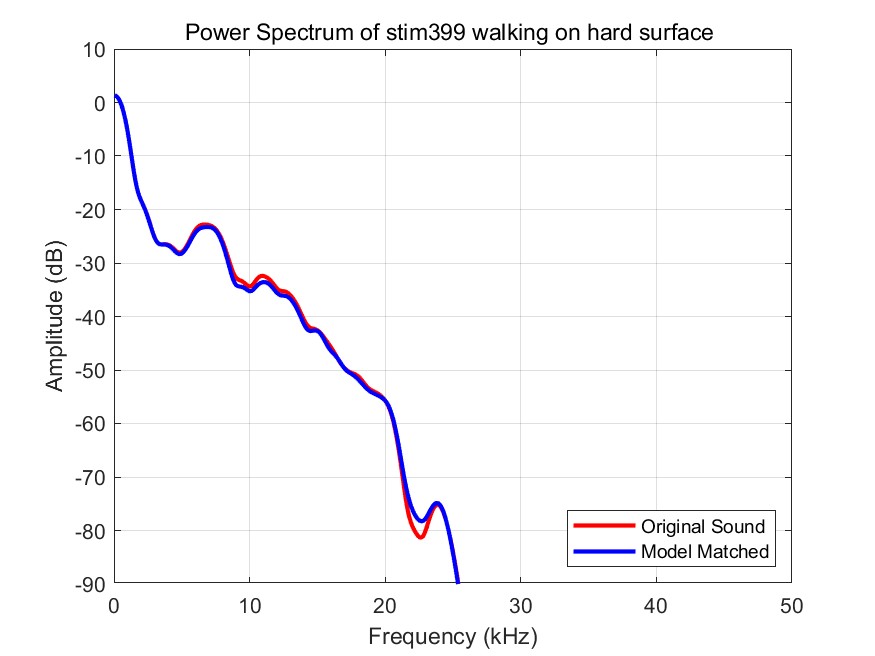 Power Spectrum of stim399 walking on hard surface
10
0
-10
-20
-30
-40
-50
-60
-70
-80
-90
Amplitude (dB)
Original Sound
Model Matched
0 10 20 30 40 50
Frequency (kHz)